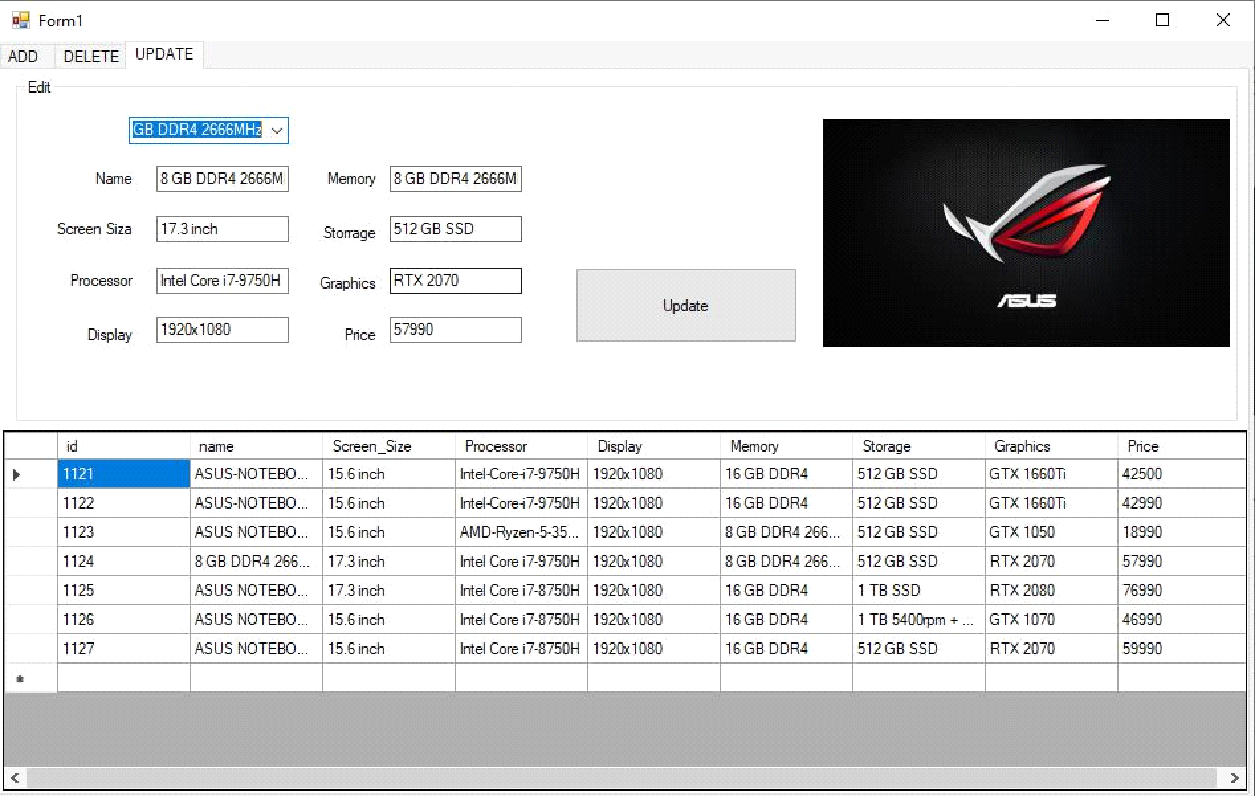 Form1
ADD DELETE UPDATE
Edit
GB DDR4 2666MHz
Name 8 GB DDR4 2666M Memory 8 GB DDR4 2666M
Screen Siza 17.3 inch Storrage 512 GB SSD
Processor Intel Core i7-9750H Graphics RTX 2070
Display 1920x1080 Price 57990
Update
ASUS
id name Screen_Size Processor Display Memory Storage Graphics Price
1121 ASUS-NOTEBO... 15.6 inch Intel-Core-i7-9750H 1920x1080 16 GB DDR4 512 GB SSD GTX 1660Ti 42500
1122 ASUS-NOTEBO... 15.6 inch Intel-Core-i7-9750H 1920x1080 16 GB DDR4 512 GB SSD GTX 1660Ti 42990
1123 ASUS NOTEBO... 15.6 inch AMD-Ryzen-5-35... 1920x1080 8 GB DDR4 266... 512 GB SSD GTX 1050 18990
1124 8 GB DDR4 266... 17.3 inch Intel Core i7-9750H 1920x1080 8 GB DDR4 266... 512 GB SSD RTX 2070 57990
1125 ASUS NOTEBO... 17.3 inch Intel Core i7-8750H 1920x1080 16 GB DDR4 1 TB SSD RTX 2080 76990
1126 ASUS NOTEBO... 15.6 inch Intel Core i7-8750H 1920x1080 16 GB DDR4 1 TB 5400rpm + ... GTX 1070 46990
1127 ASUS NOTEBO... 15.6 inch Intel Core i7-8750H 1920x1080 16 GB DDR4 512 GB SSD RTX 2070 59990